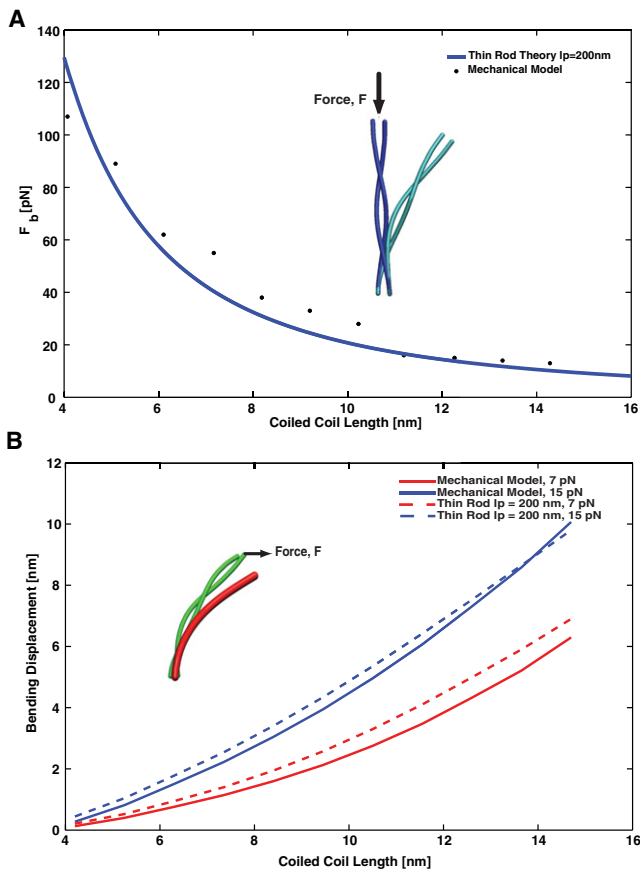 A
140
120
100
80
60
40
20
0
F_b [pN]
Thin Rod Theory lp=200nm
Mechanical Model
Force, F
4
6
8
10
12
14
16
Coiled Coil Length [nm]
B
12
10
8
6
4
2
0
Bending Displacement [nm]
Mechanical Model, 7 pN
Mechanical Model, 15 pN
Thin Rod lp = 200 nm, 7 pN
Thin Rod lp = 200 nm, 15 pN
Force, F
4
6
8
10
12
14
16
Coiled Coil Length [nm]